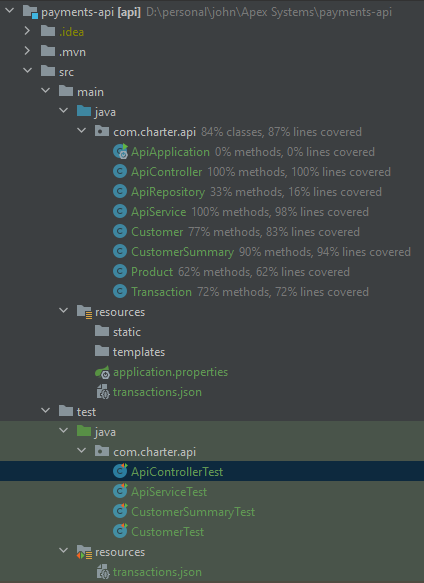 payments-api [api] D:\personal\john\Apex Systems\payments-api
.idea
.mvn
src
main
java
com.charter.api 84% classes, 87% lines covered
ApiApplication 0% methods, 0% lines covered
ApiController 100% methods, 100% lines covered
ApiRepository 33% methods, 16% lines covered
ApiService 100% methods, 98% lines covered
Customer 77% methods, 83% lines covered
CustomerSummary 90% methods, 94% lines covered
Product 62% methods, 62% lines covered
Transaction 72% methods, 72% lines covered
resources
static
templates
application.properties
transactions.json
test
java
com.charter.api
ApiControllerTest
ApiServiceTest
CustomerSummaryTest
CustomerTest
resources
transactions.json